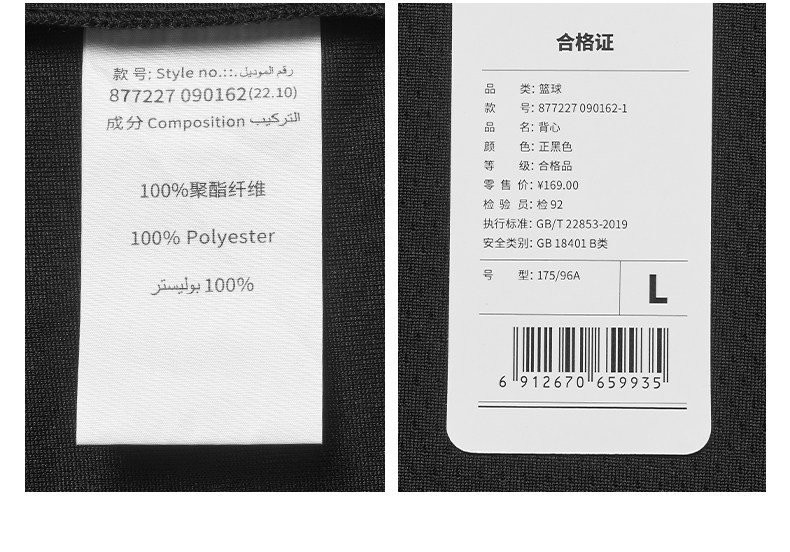 款 号: Style no.::. رقم الموديل
877227 090162(22.10)
成 分 Composition التركيب
100%聚酯纤维
100% Polyester
100% بوليستر
合格证
品 类: 篮球
款 号: 877227 090162-1
品 名: 背心
颜 色: 正黑色
等 级: 合格品
零 售 价: ¥169.00
检 验 员: 检 92
执行标准: GB/T 22853-2019
安全类别: GB 18401 B类
号 型: 175/96A
L
6 912670 659935